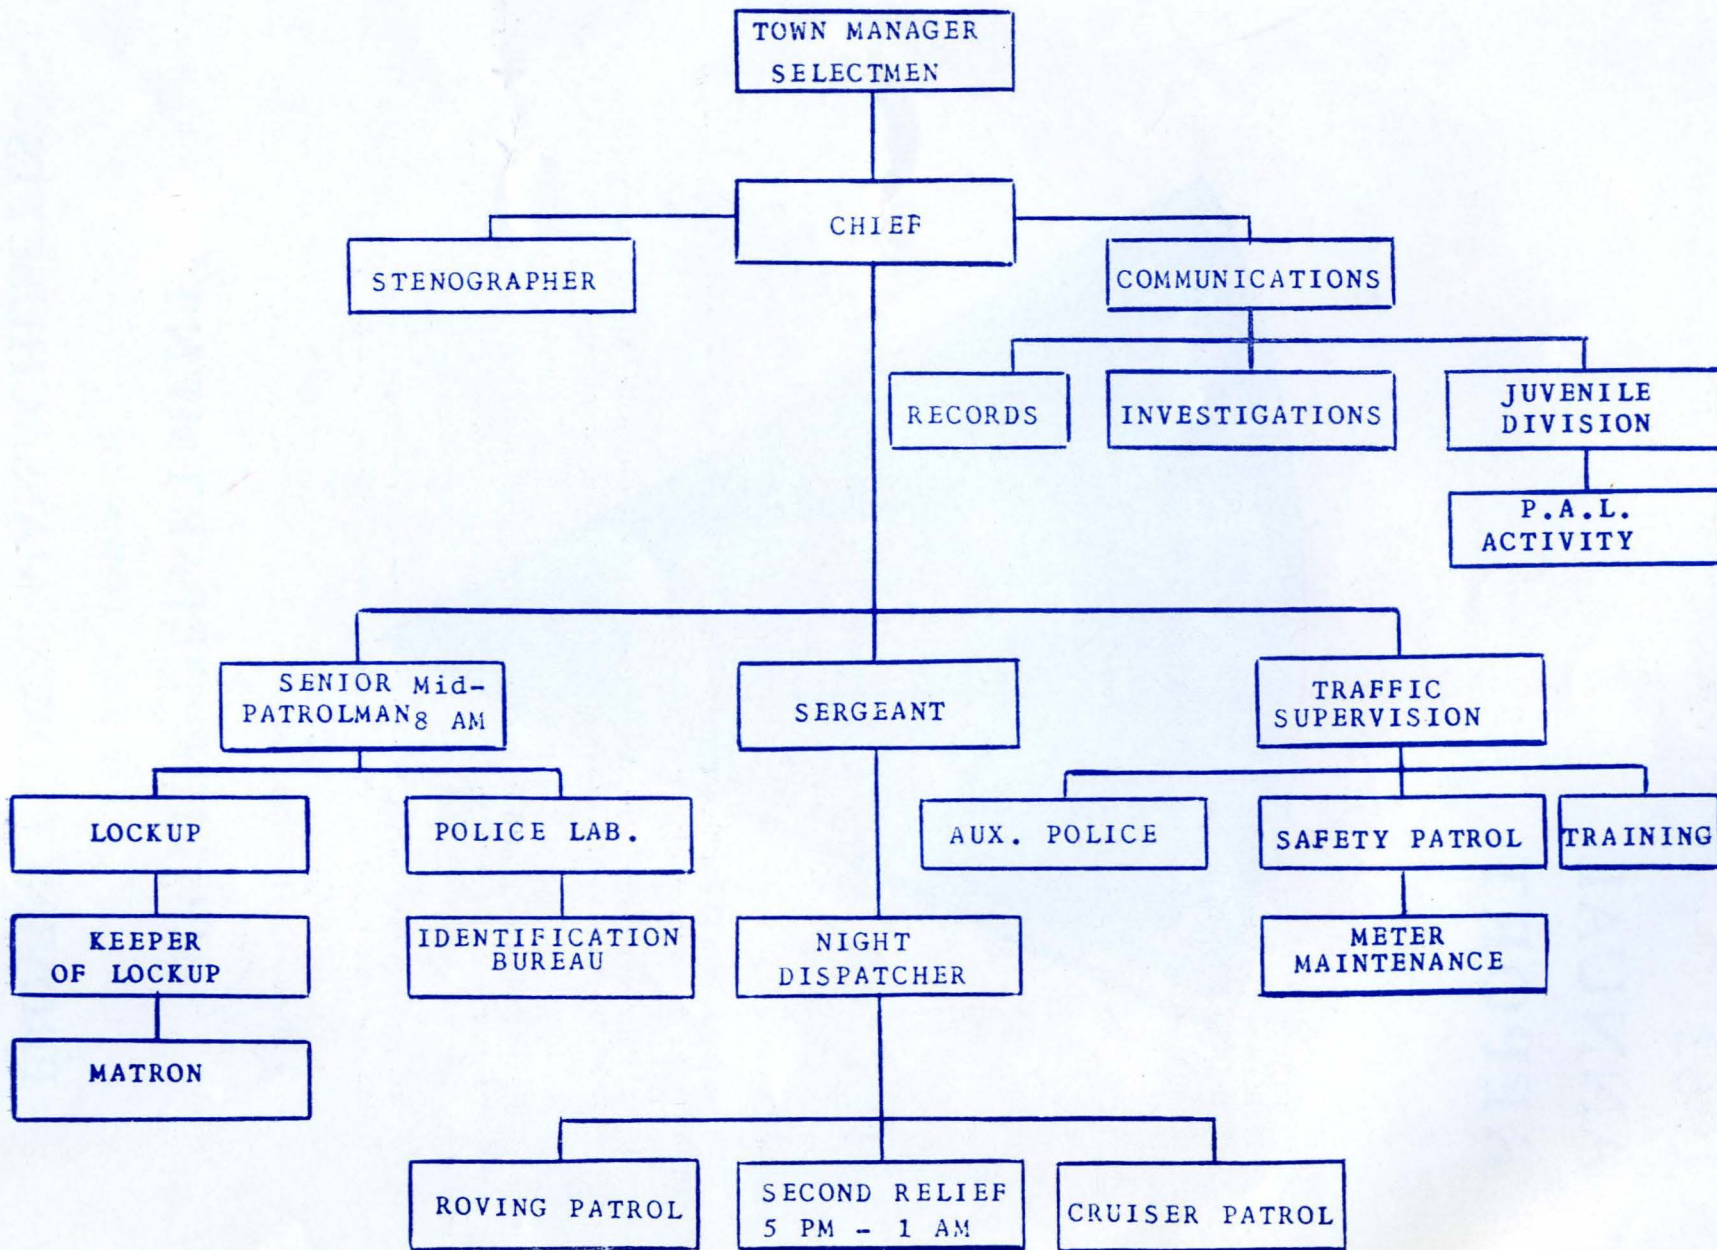 TOWN MANAGER
SELECTMEN
CHIEF
STENOGRAPHER
COMMUNICATIONS
RECORDS
INVESTIGATIONS
JUVENILE
DIVISION
P.A.L.
ACTIVITY
SENIOR Mid-
PATROLMAN 8 AM
SERGEANT
TRAFFIC
SUPERVISION
LOCKUP
POLICE LAB.
AUX. POLICE
SAFETY PATROL
TRAINING
KEEPER
OF LOCKUP
IDENTIFICATION
BUREAU
NIGHT
DISPATCHER
METER
MAINTENANCE
MATRON
ROVING PATROL
SECOND RELIEF
5 PM - 1 AM
CRUISER PATROL